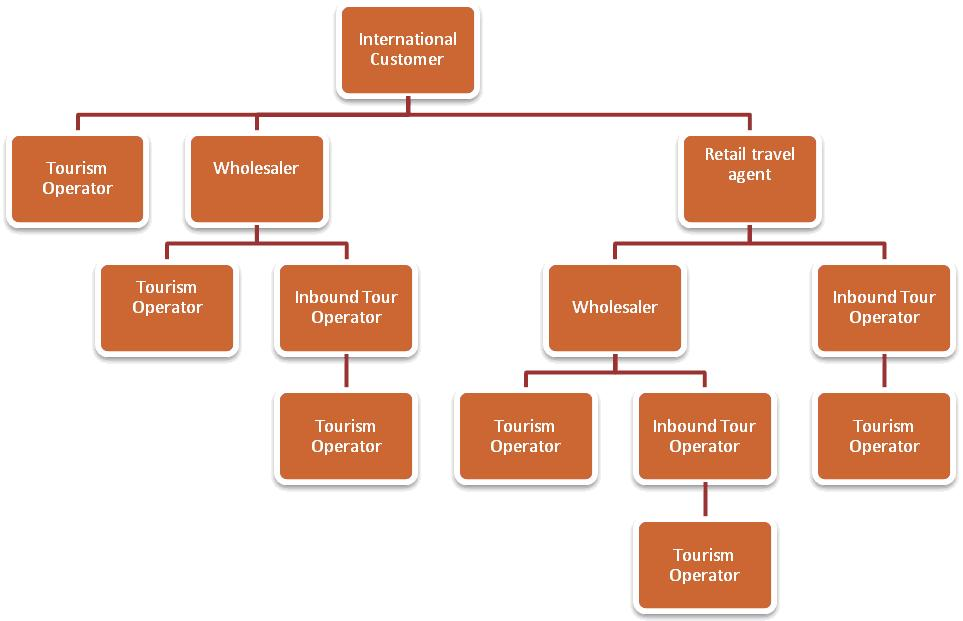 International
Customer
Tourism
Operator
Wholesaler
Retail travel
agent
Tourism
Operator
Inbound Tour
Operator
Wholesaler
Inbound Tour
Operator
Tourism
Operator
Tourism
Operator
Inbound Tour
Operator
Tourism
Operator
Tourism
Operator